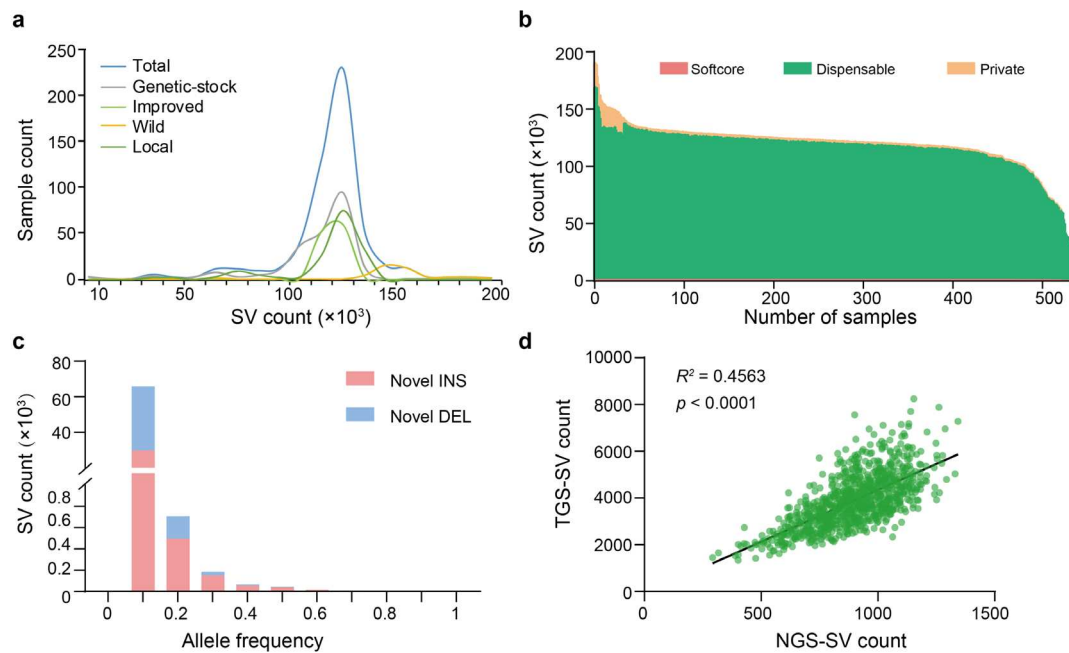 a
250
200
150
100
50
0
Sample count
Total
Genetic-stock
Improved
Wild
Local
10 50 100 150 200
SV count (×10³)
b
200
150
100
50
0
SV count (×10³)
Softcore Dispensable Private
0 100 200 300 400 500
Number of samples
c
80
60
40
0.8
0.6
0.4
0.2
0
SV count (×10³)
Novel INS
Novel DEL
0 0.2 0.4 0.6 0.8 1
Allele frequency
d
10000
8000
6000
4000
2000
0
TGS-SV count
R² = 0.4563
p < 0.0001
0 500 1000 1500
NGS-SV count